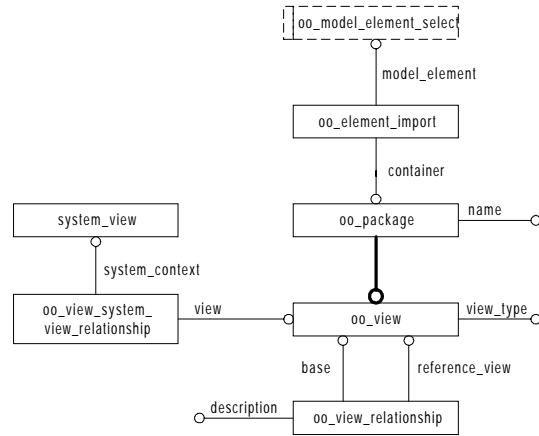 oo_model_element_select
model_element
oo_element_import
container
name
system_view
oo_package
system_context
oo_view_system_
view_relationship
view
oo_view
view_type
base
reference_view
description
oo_view_relationship